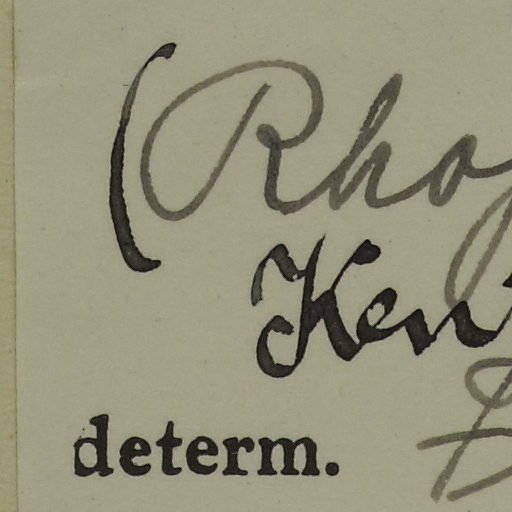 (Rho
Ken
determ.